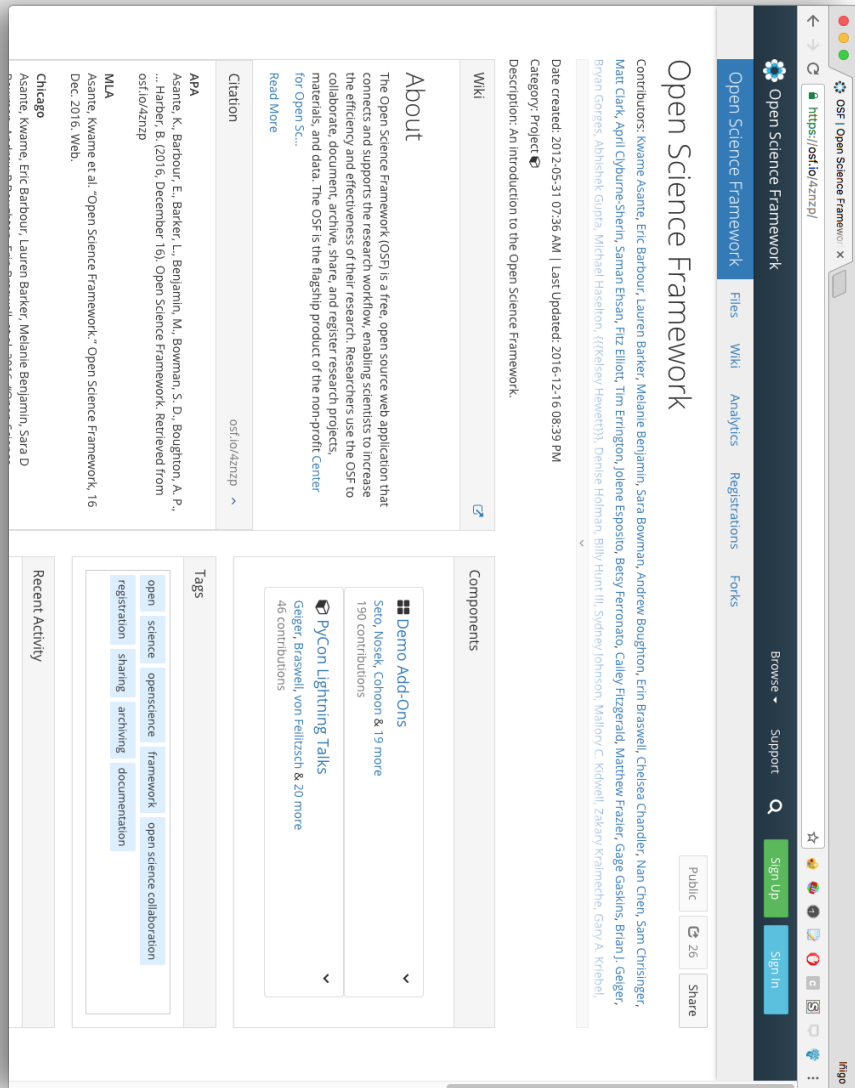 OSF | Open Science Framewor
Iñigo
https://osf.io/4znzp/
Open Science Framework
Browse
Support
Sign Up
Sign In
Open Science Framework
Files
Wiki
Analytics
Registrations
Forks
Open Science Framework
Public
26
Share
Contributors: Kwame Asante, Eric Barbour, Lauren Barker, Melanie Benjamin, Sara Bowman, Andrew Boughton, Erin Braswell, Chelsea Chandler, Nan Chen, Sam Chrisinger,
Matt Clark, April Clyburne-Sherin, Saman Ehsan, Fitz Elliott, Tim Errington, Jolene Esposito, Betsy Ferronato, Cailey Fitzgerald, Matthew Frazier, Gage Gaskins, Brian J. Geiger,
Bryan Gorges, Abhishek Gupta, Michael Haselton, (((Kelsey Hewett))), Denise Holman, Billy Hunt III, Sydney Johnson, Mallory C. Kidwell, Zakary Kraimeche, Gary A. Kriebel,
Date created: 2012-05-31 07:36 AM | Last Updated: 2016-12-16 08:39 PM
Category: Project
Description: An introduction to the Open Science Framework.
Wiki
About
The Open Science Framework (OSF) is a free, open source web application that
connects and supports the research workflow, enabling scientists to increase
the efficiency and effectiveness of their research. Researchers use the OSF to
collaborate, document, archive, share, and register research projects,
materials, and data. The OSF is the flagship product of the non-profit Center
for Open Sc...
Read More
Citation
osf.io/4znzp
APA
Asante, K., Barbour, E., Barker, L., Benjamin, M., Bowman, S. D., Boughton, A. P.,
... Harber, B. (2016, December 16). Open Science Framework. Retrieved from
osf.io/4znzp
MLA
Asante, Kwame et al. “Open Science Framework.” Open Science Framework, 16
Dec. 2016. Web.
Chicago
Asante, Kwame, Eric Barbour, Lauren Barker, Melanie Benjamin, Sara D
Components
Demo Add-Ons
Seto, Nosek, Cohoon & 19 more
190 contributions
PyCon Lightning Talks
Geiger, Braswell, von Feilitzsch & 20 more
46 contributions
Tags
open
science
openscience
framework
open science collaboration
registration
sharing
archiving
documentation
Recent Activity